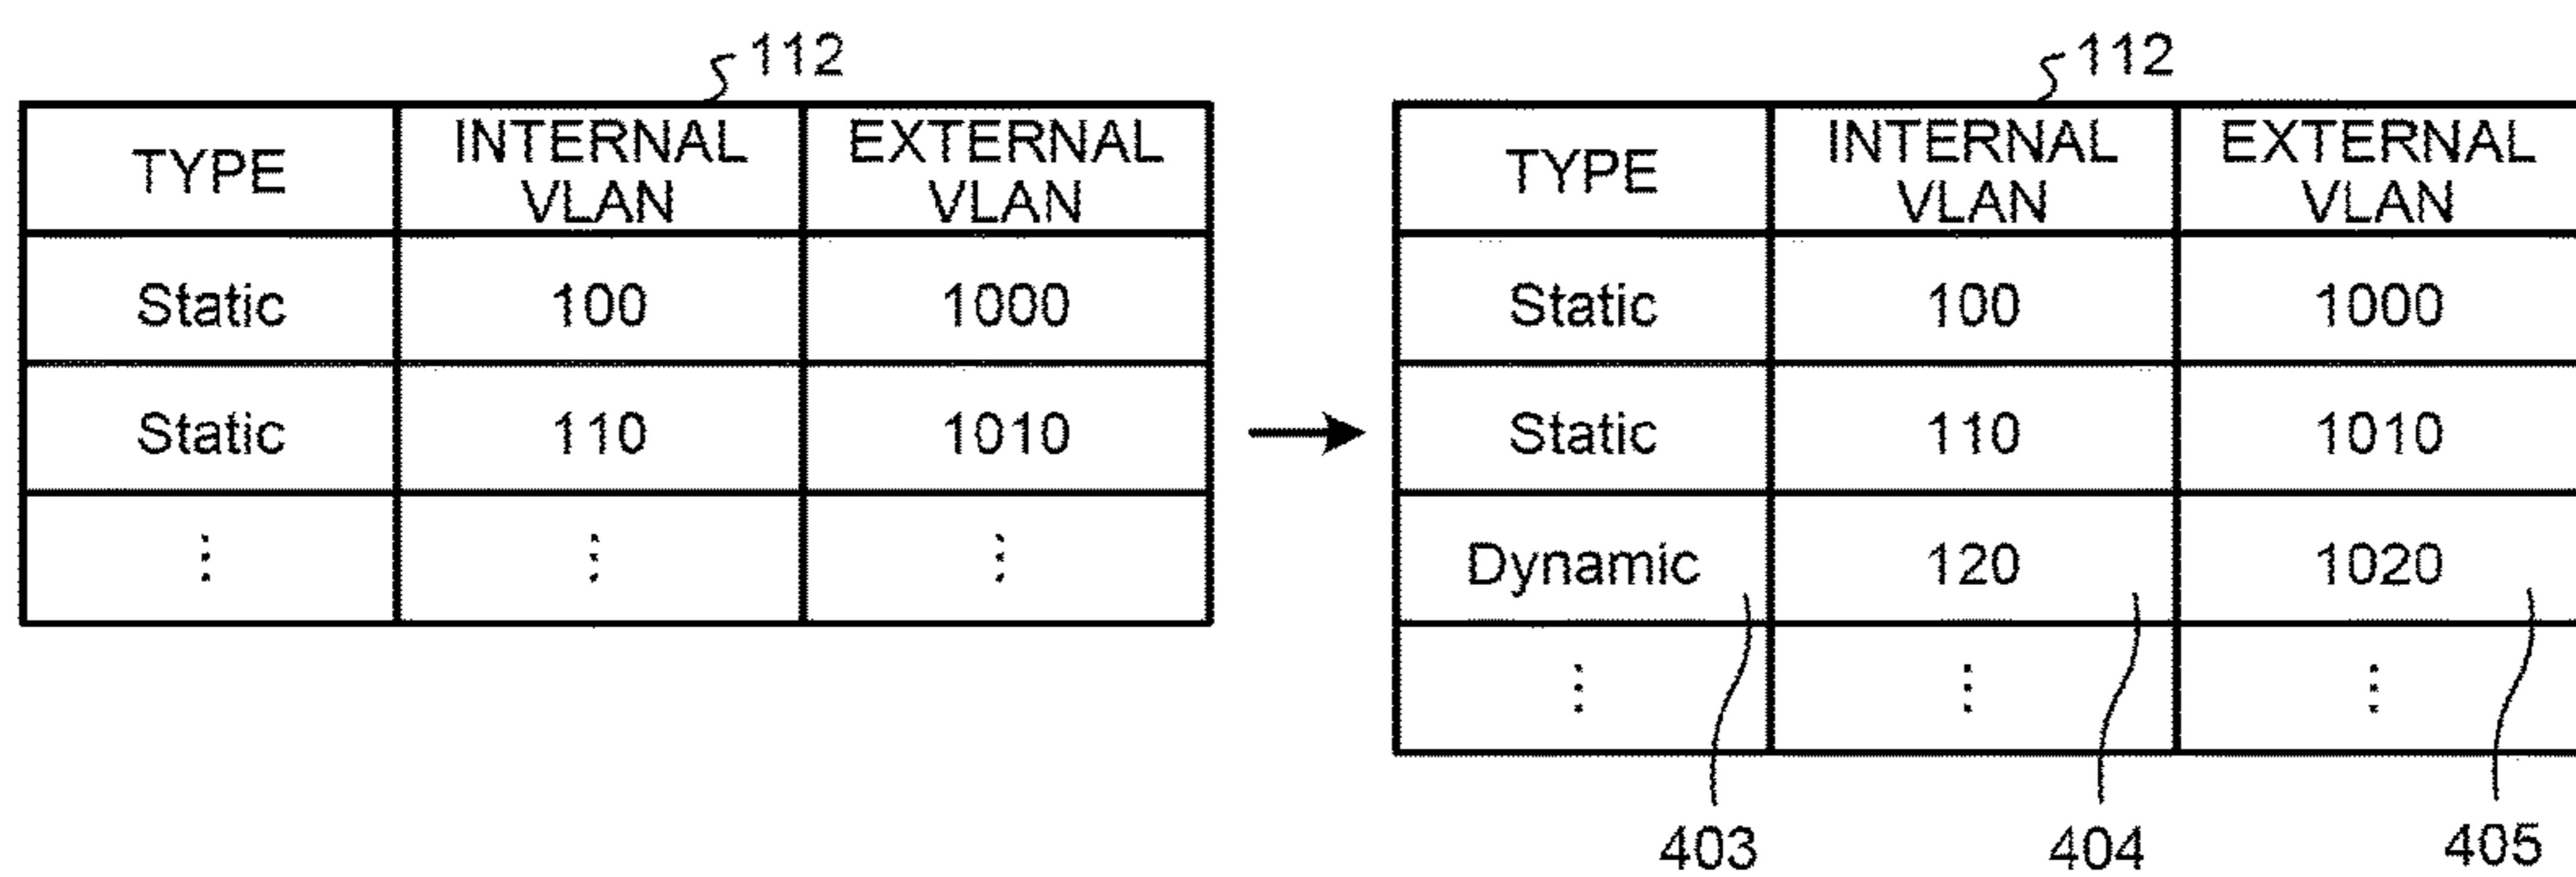 112
TYPE INTERNAL VLAN EXTERNAL VLAN
Static 100 1000
Static 110 1010
⋮ ⋮ ⋮
112
TYPE INTERNAL VLAN EXTERNAL VLAN
Static 100 1000
Static 110 1010
Dynamic 120 1020
⋮ ⋮ ⋮
403 404 405